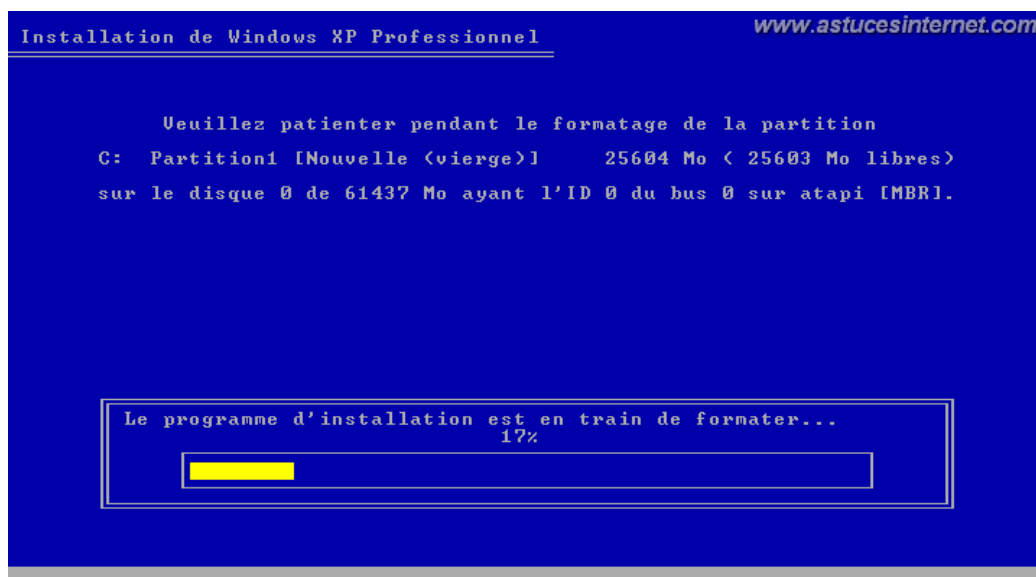 Installation de Windows XP Professionnel
www.astucesinternet.com
Veuillez patienter pendant le formatage de la partition
C: Partition1 [Nouvelle (vierge)] 25604 Mo ( 25603 Mo libres)
sur le disque 0 de 61437 Mo ayant l'ID 0 du bus 0 sur atapi [MBR].
Le programme d'installation est en train de formater...
17%